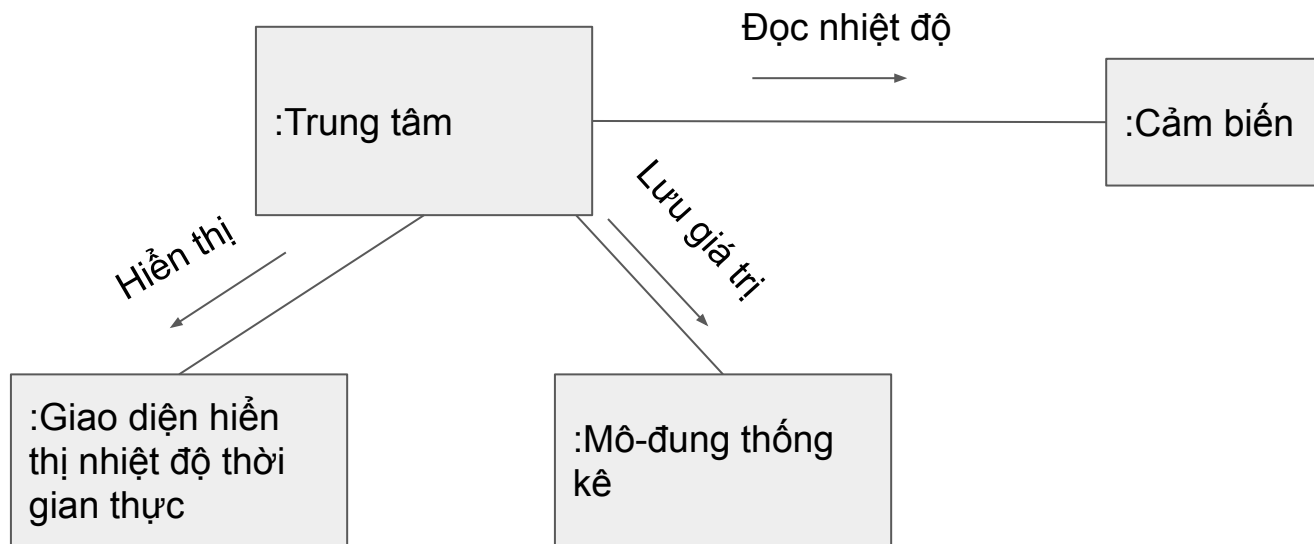 Đọc nhiệt độ
:Trung tâm
:Cảm biến
Lưu giá trị
Hiển thị
:Giao diện hiển
thị nhiệt độ thời
gian thực
:Mô-đung thống
kê